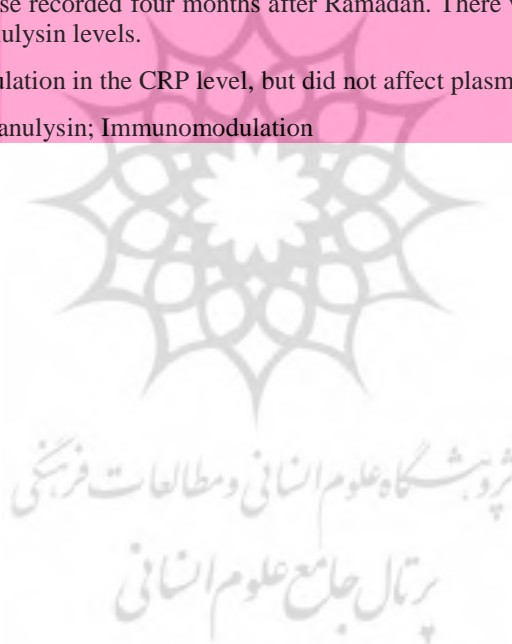 se recorded four months after Ramadan. There
ulysin levels.
ulation in the CRP level, but did not affect plasm
anulysin; Immunomodulation
پژوهشگاه علوم انسانی و مطالعات فرهنگی
پرتال جامع علوم انسانی